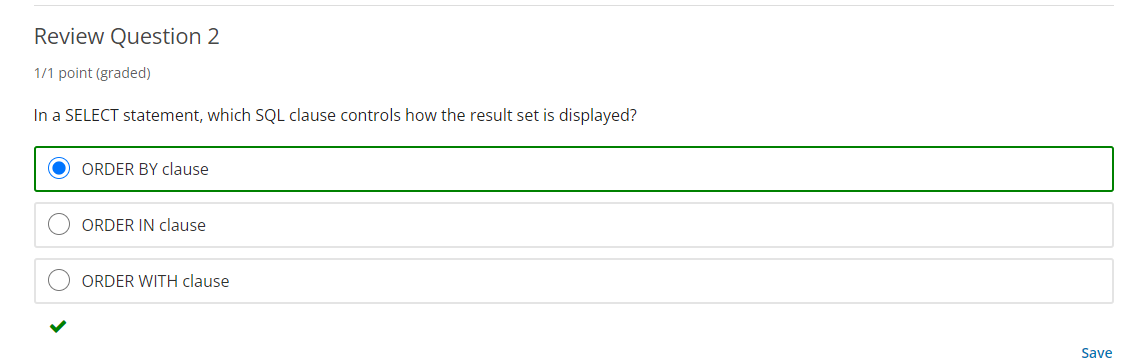 Review Question 2
1/1 point (graded)
In a SELECT statement, which SQL clause controls how the result set is displayed?
ORDER BY clause
ORDER IN clause
ORDER WITH clause
Save